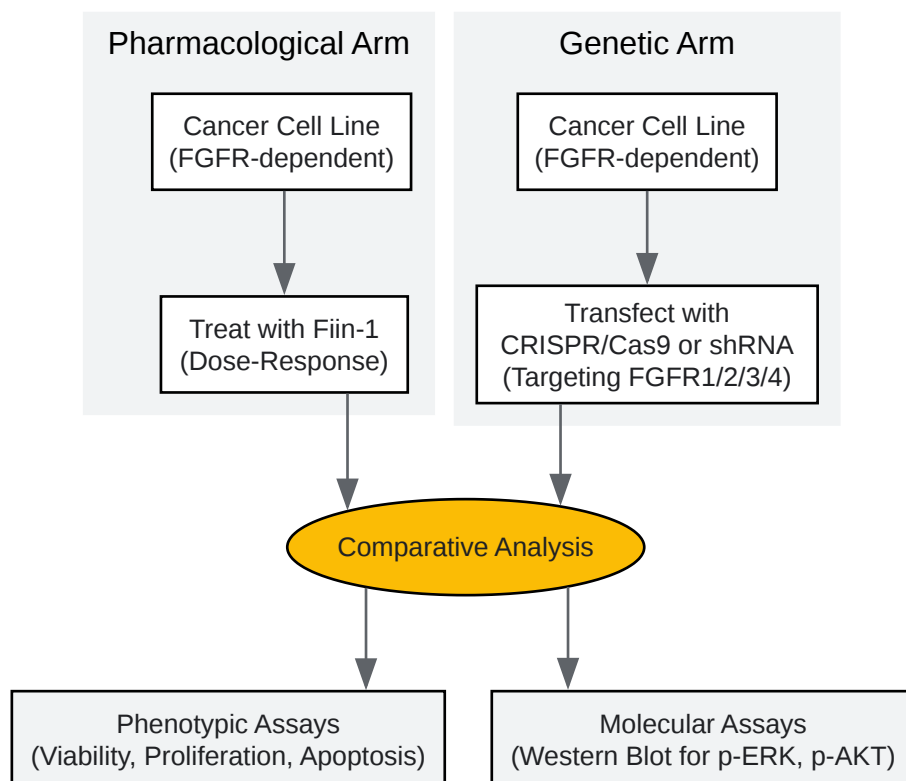 Pharmacological Arm
Genetic Arm
Cancer Cell Line
(FGFR-dependent)
Cancer Cell Line
(FGFR-dependent)
Treat with Fiin-1
(Dose-Response)
Transfect with
CRISPR/Cas9 or shRNA
(Targeting FGFR1/2/3/4)
Comparative Analysis
Phenotypic Assays
(Viability, Proliferation, Apoptosis)
Molecular Assays
(Western Blot for p-ERK, p-AKT)